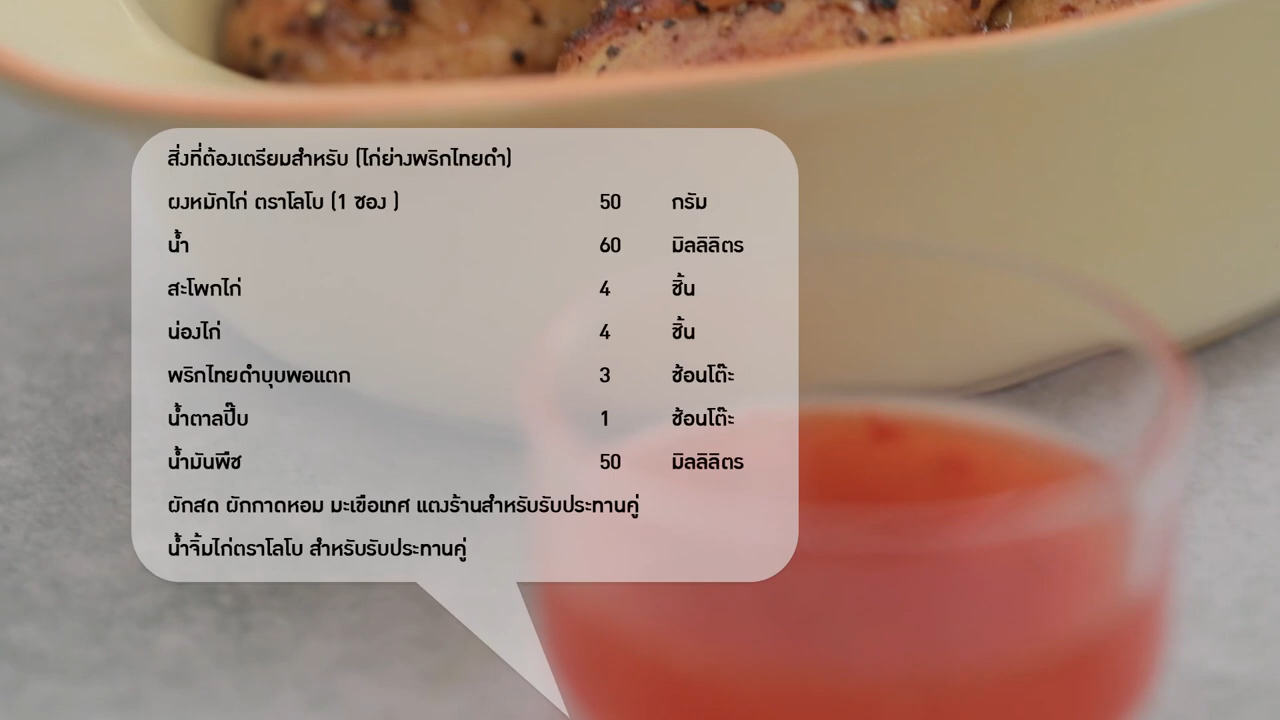 สิ่งที่ต้องเตรียมสำหรับ (ไก่ย่างพริกไทยดำ)
ผงหมักไก่ ตราโลโบ (1 ซอง ) 50 กรัม
น้ำ 60 มิลลิลิตร
สะโพกไก่ 4 ชิ้น
น่องไก่ 4 ชิ้น
พริกไทยดำบุบพอแตก 3 ช้อนโต๊ะ
น้ำตาลปี๊บ 1 ช้อนโต๊ะ
น้ำมันพืช 50 มิลลิลิตร
ผักสด ผักกาดหอม มะเขือเทศ แตงร้านสำหรับรับประทานคู่
น้ำจิ้มไก่ตราโลโบ สำหรับรับประทานคู่